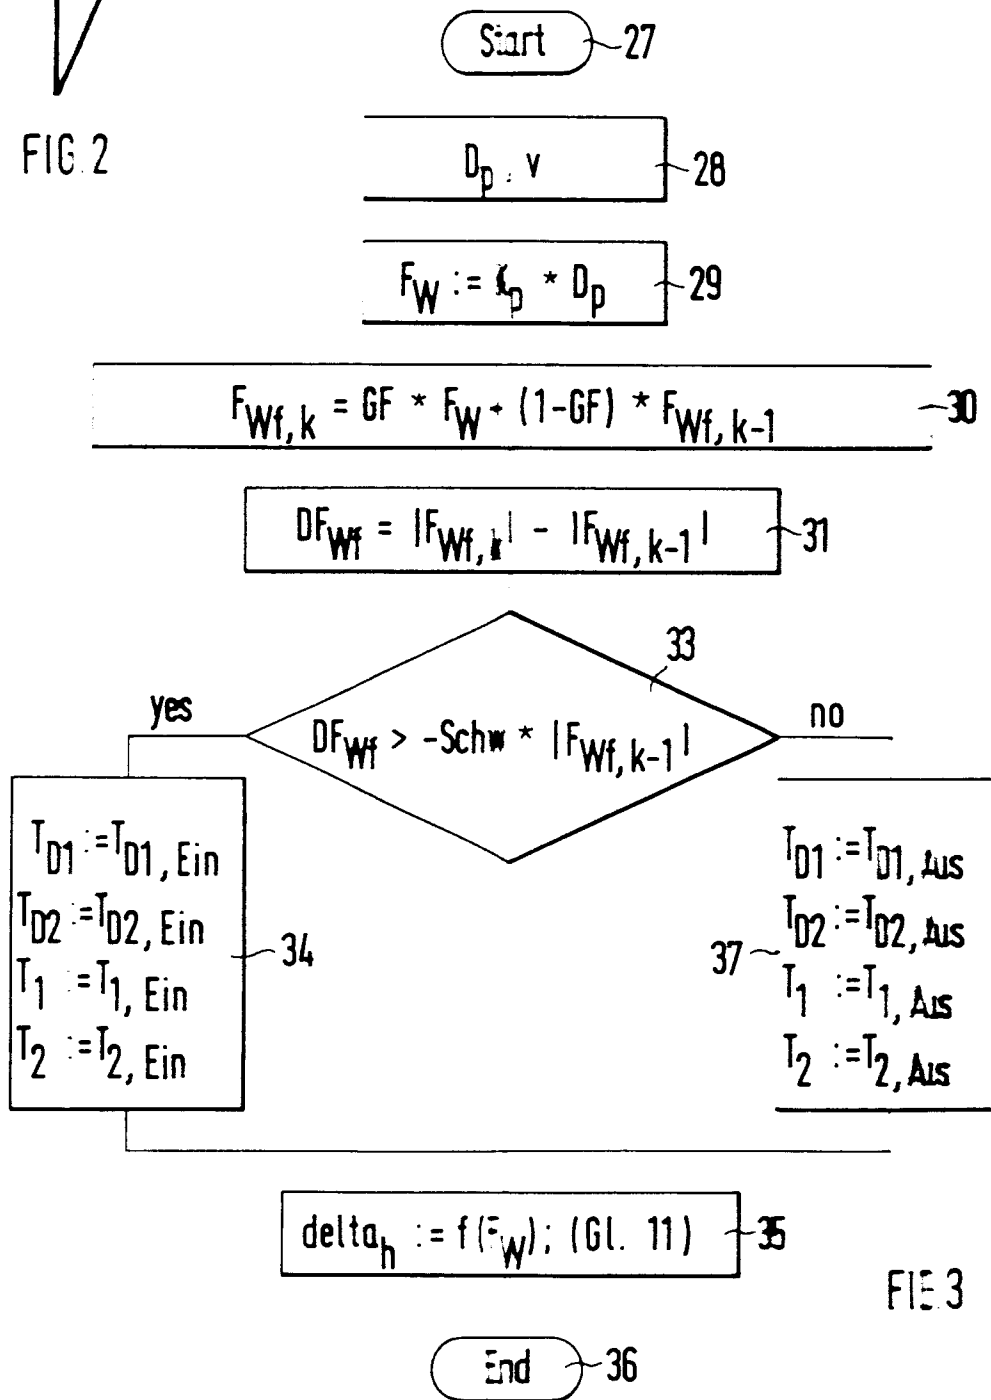 Start 27
FIG. 2
D_p, v 28
F_W := K_p * D_p 29
F_Wf,k = GF * F_W + (1-GF) * F_Wf,k-1 30
DF_Wf = |F_Wf,k| - |F_Wf,k-1| 31
33
yes
no
DF_Wf > -Schw * |F_Wf,k-1|
T_D1 := T_D1, Ein
T_D2 := T_D2, Ein
T_1 := T_1, Ein
T_2 := T_2, Ein
34
T_D1 := T_D1, Aus
T_D2 := T_D2, Aus
T_1 := T_1, Aus
T_2 := T_2, Aus
37
delta_h := f(F_W); (Gl. 11) 35
FIG. 3
End 36